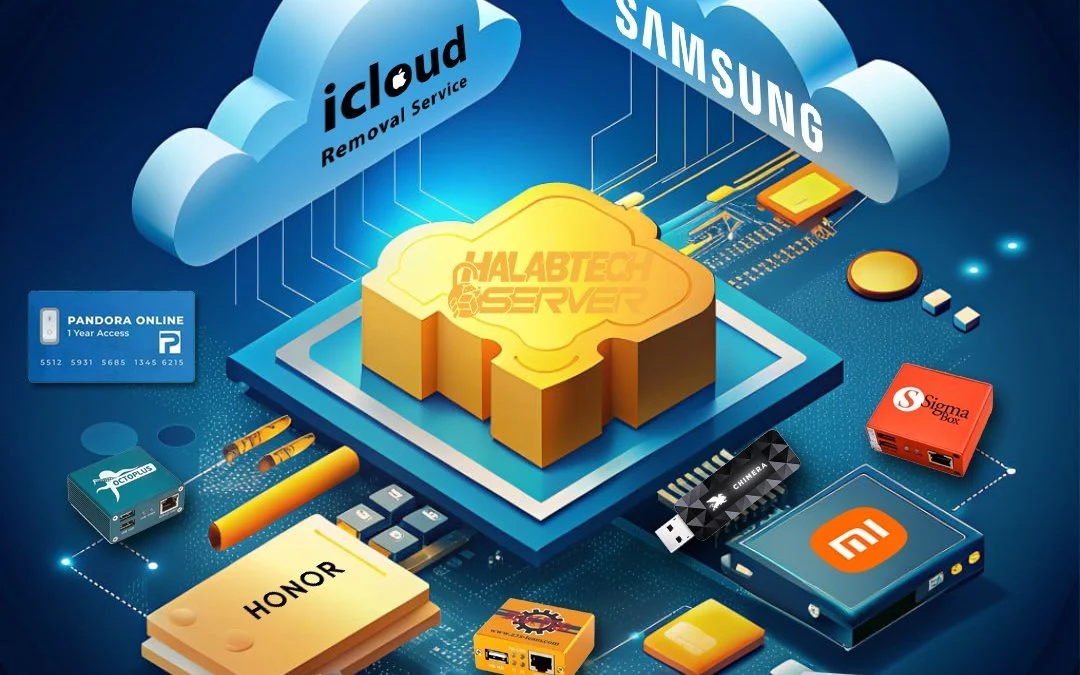 icloud
Removal Service
SAMSUNG
HALABTECH
SERVER
PANDORA ONLINE
1 Year Access
5512 5931 5685 1345 6215
Sigma
Box
OCTOPLUS
CHIMERA
mi
HONOR